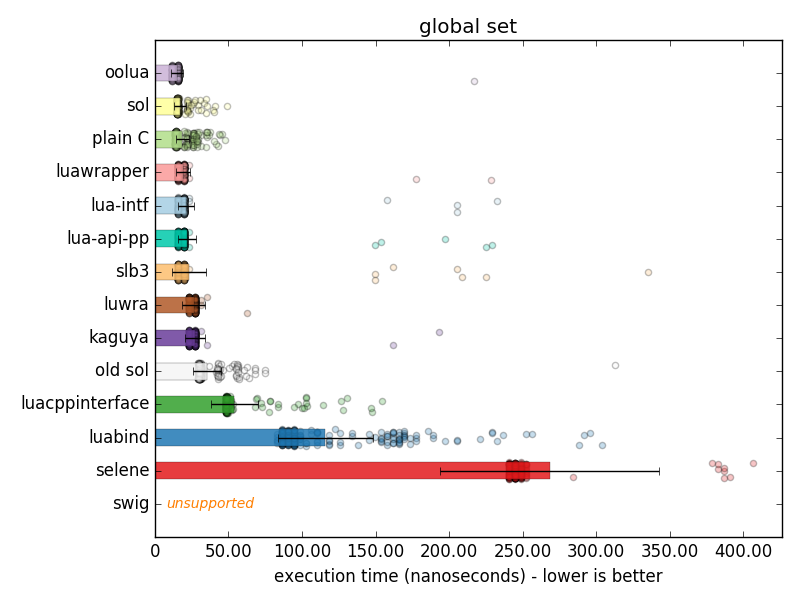 global set
oolua
sol
plain C
luawrapper
lua-intf
lua-api-pp
slb3
luwra
kaguya
old sol
luacppinterface
luabind
selene
swig unsupported
0 50.00 100.00 150.00 200.00 250.00 300.00 350.00 400.00
execution time (nanoseconds) - lower is better